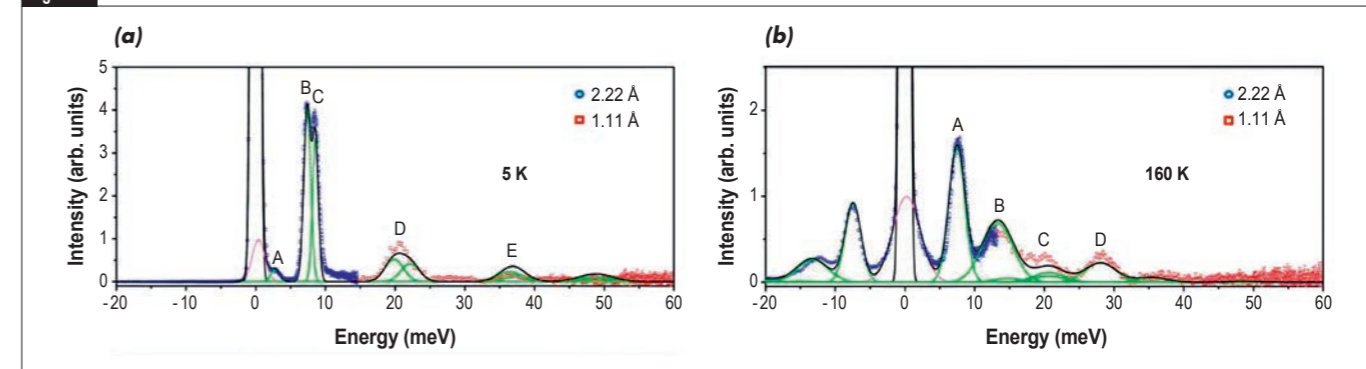 (a)
(b)
5
4
3
2
1
0
Intensity (arb. units)
B
C
A
D
E
2.22 Å
1.11 Å
5 K
-20
-10
0
10
20
30
40
50
60
Energy (meV)
2
1
0
Intensity (arb. units)
A
B
C
D
2.22 Å
1.11 Å
160 K
-20
-10
0
10
20
30
40
50
60
Energy (meV)